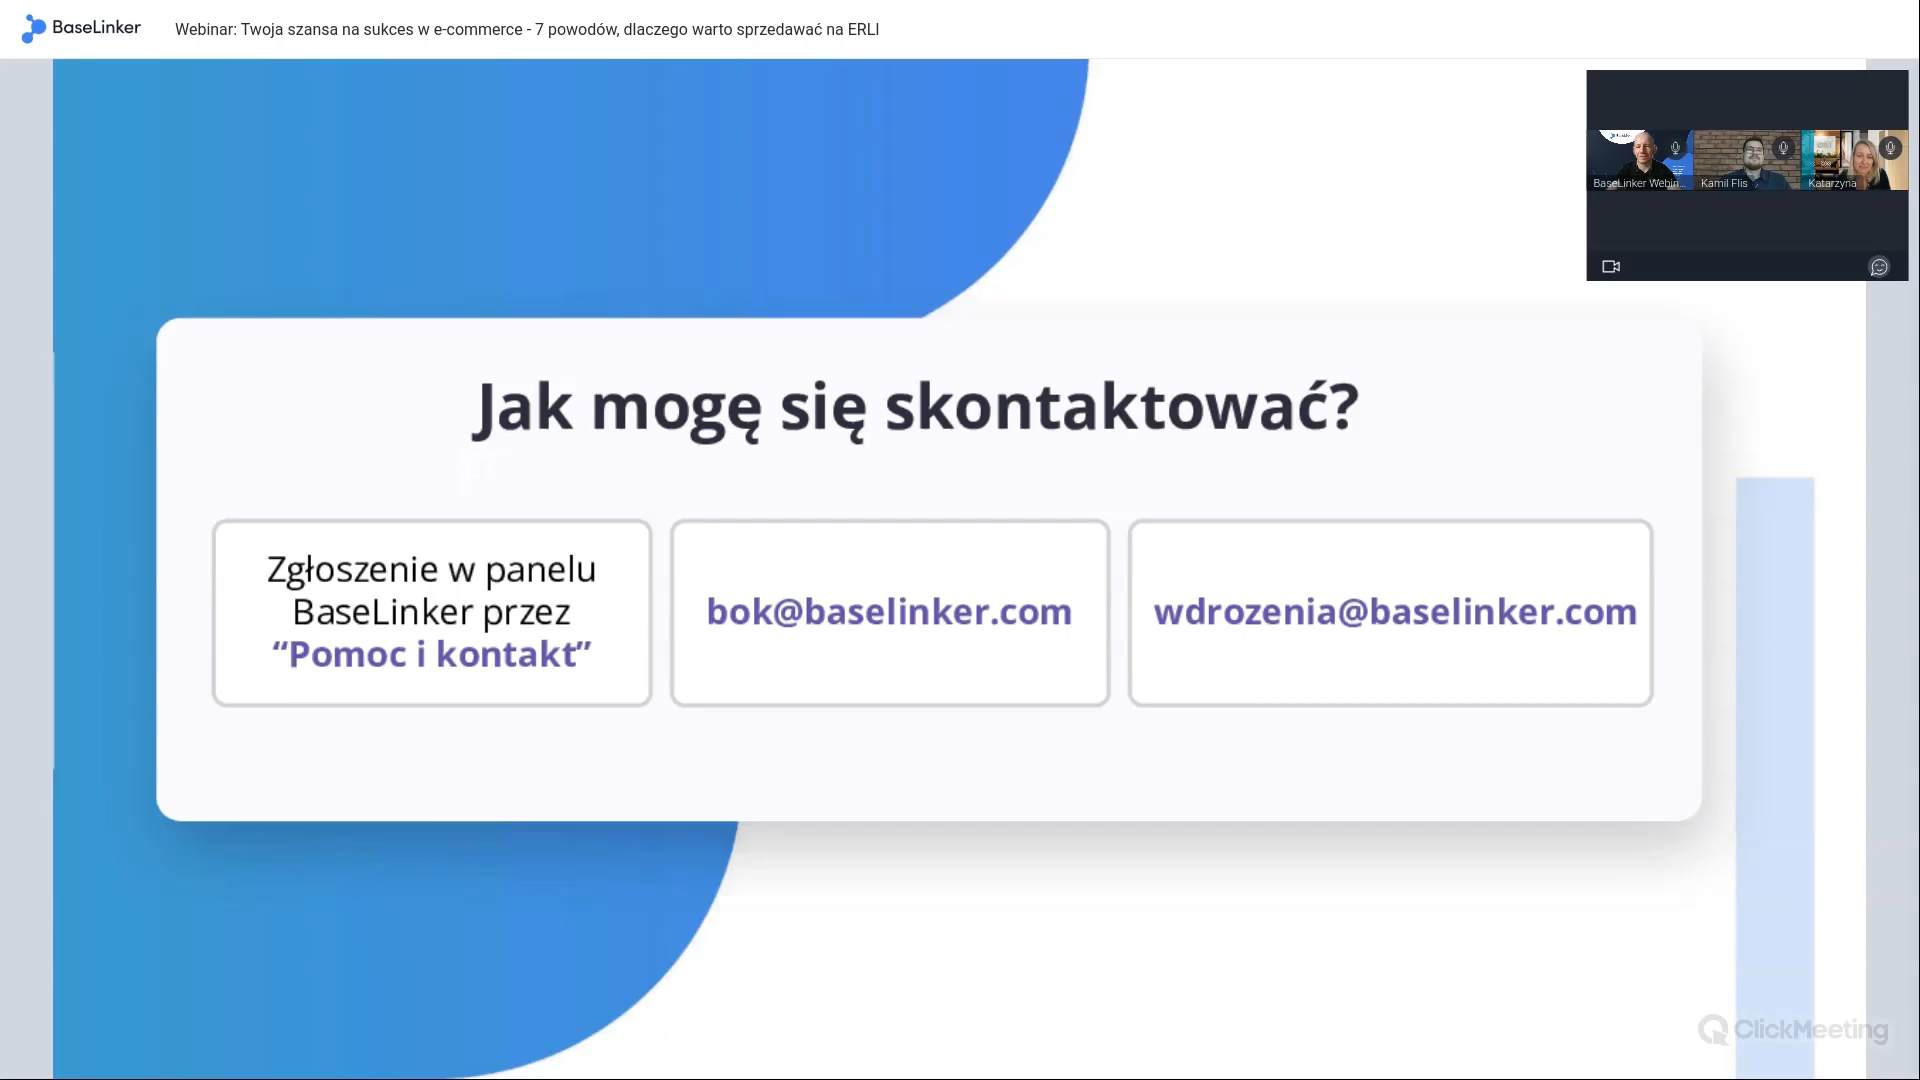 BaseLinker
Webinar: Twoja szansa na sukces w e-commerce - 7 powodów, dlaczego warto sprzedawać na ERLI
BaseLinker Webin...
Kamil Flis
Katarzyna
Jak mogę się skontaktować?
Zgłoszenie w panelu
BaseLinker przez
“Pomoc i kontakt”
bok@baselinker.com
wdrozenia@baselinker.com
ClickMeeting